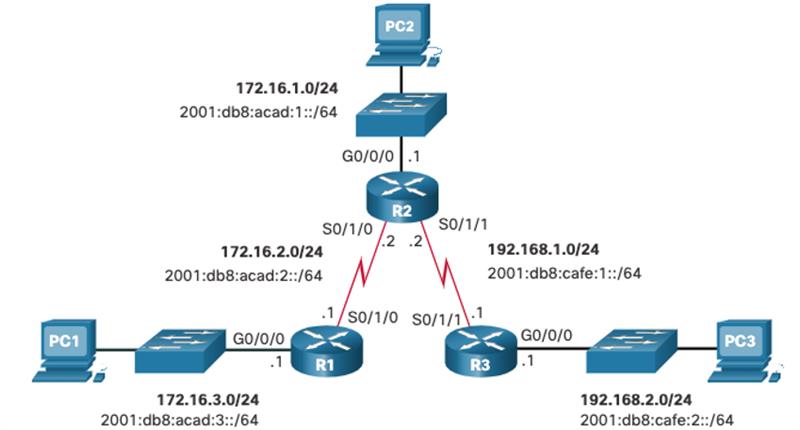 PC2
172.16.1.0/24
2001:db8:acad:1::/64
G0/0/0
.1
R2
S0/1/0
.2
.2
S0/1/1
172.16.2.0/24
2001:db8:acad:2::/64
192.168.1.0/24
2001:db8:cafe:1::/64
.1
S0/1/0
S0/1/1
.1
PC1
G0/0/0
.1
R1
R3
G0/0/0
.1
PC3
172.16.3.0/24
2001:db8:acad:3::/64
192.168.2.0/24
2001:db8:cafe:2::/64